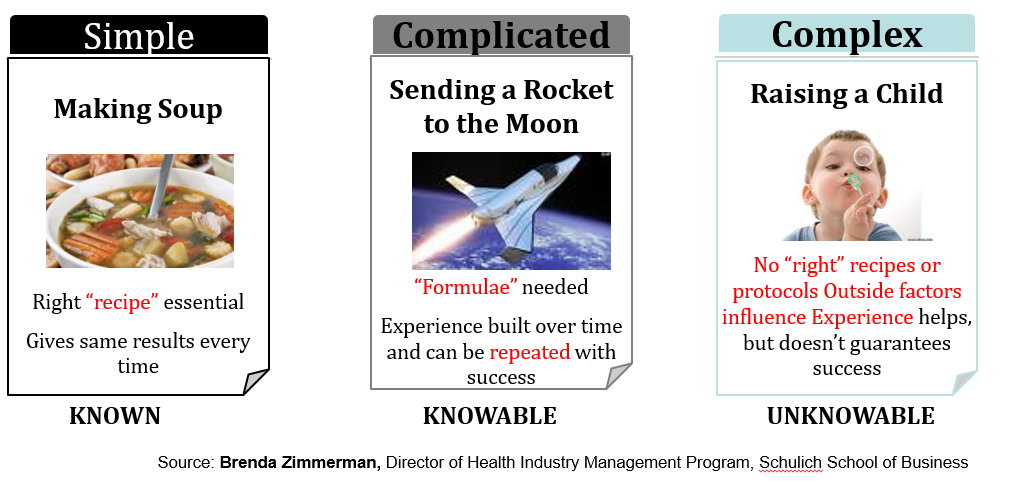 Simple
Making Soup
Right “recipe” essential
Gives same results every
time
KNOWN
Complicated
Sending a Rocket
to the Moon
“Formulae” needed
Experience built over time
and can be repeated with
success
KNOWABLE
Complex
Raising a Child
No “right” recipes or
protocols Outside factors
influence Experience helps,
but doesn’t guarantees
success
UNKNOWABLE
Source: Brenda Zimmerman, Director of Health Industry Management Program, Schulich School of Business